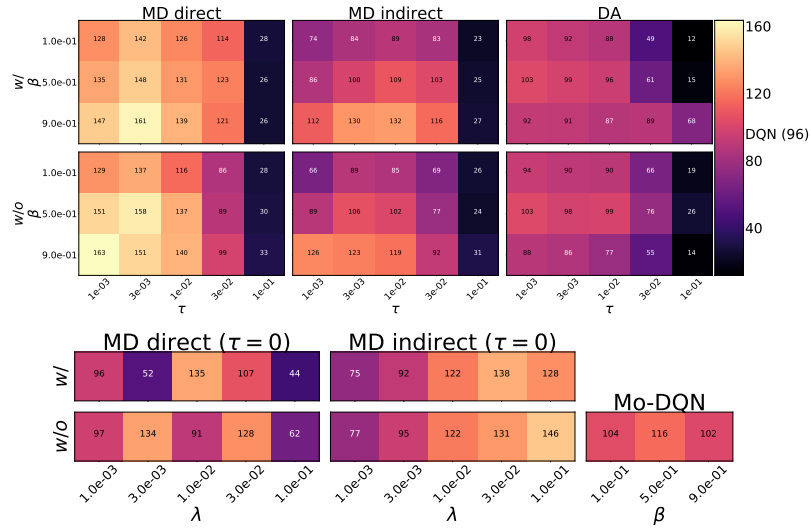 MD direct MD indirect DA
w/ β 1.0e-01 128 142 126 114 28 74 84 89 83 23 98 92 88 49 12 160
5.0e-01 135 148 131 123 26 86 100 109 103 25 103 99 96 61 15 120
9.0e-01 147 161 139 121 26 112 130 132 116 27 92 91 87 89 68 DQN (96)
w/o β 1.0e-01 129 137 116 86 28 66 89 85 69 26 94 90 90 66 19 80
5.0e-01 151 158 137 89 30 89 106 102 77 24 103 98 99 76 26 40
9.0e-01 163 151 140 99 33 126 123 119 92 31 88 86 77 55 14
1e-03 3e-03 1e-02 3e-02 1e-01 1e-03 3e-03 1e-02 3e-02 1e-01 1e-03 3e-03 1e-02 3e-02 1e-01
τ τ τ
MD direct (τ = 0) MD indirect (τ = 0)
w/ 96 52 135 107 44 75 92 122 138 128
Mo-DQN
w/o 97 134 91 128 62 77 95 122 131 146 104 116 102
1.0e-03 3.0e-03 1.0e-02 3.0e-02 1.0e-01 1.0e-03 3.0e-03 1.0e-02 3.0e-02 1.0e-01 1.0e-01 5.0e-01 9.0e-01
λ λ β